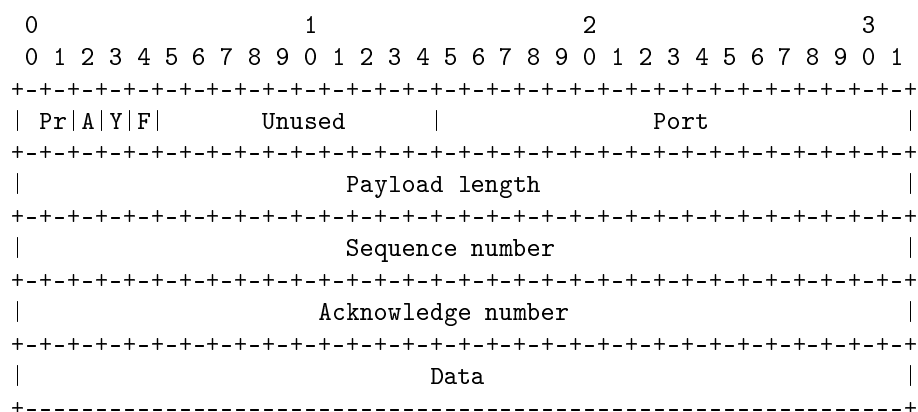 0                   1                   2                   3
 0 1 2 3 4 5 6 7 8 9 0 1 2 3 4 5 6 7 8 9 0 1 2 3 4 5 6 7 8 9 0 1
+-+-+-+-+-+-+-+-+-+-+-+-+-+-+-+-+-+-+-+-+-+-+-+-+-+-+-+-+-+-+-+-+
| Pr|A|Y|F|       Unused      |               Port              |
+-+-+-+-+-+-+-+-+-+-+-+-+-+-+-+-+-+-+-+-+-+-+-+-+-+-+-+-+-+-+-+-+
|                       Payload length                          |
+-+-+-+-+-+-+-+-+-+-+-+-+-+-+-+-+-+-+-+-+-+-+-+-+-+-+-+-+-+-+-+-+
|                       Sequence number                         |
+-+-+-+-+-+-+-+-+-+-+-+-+-+-+-+-+-+-+-+-+-+-+-+-+-+-+-+-+-+-+-+-+
|                     Acknowledge number                        |
+-+-+-+-+-+-+-+-+-+-+-+-+-+-+-+-+-+-+-+-+-+-+-+-+-+-+-+-+-+-+-+-+
|                             Data                              |
+---------------------------------------------------------------+